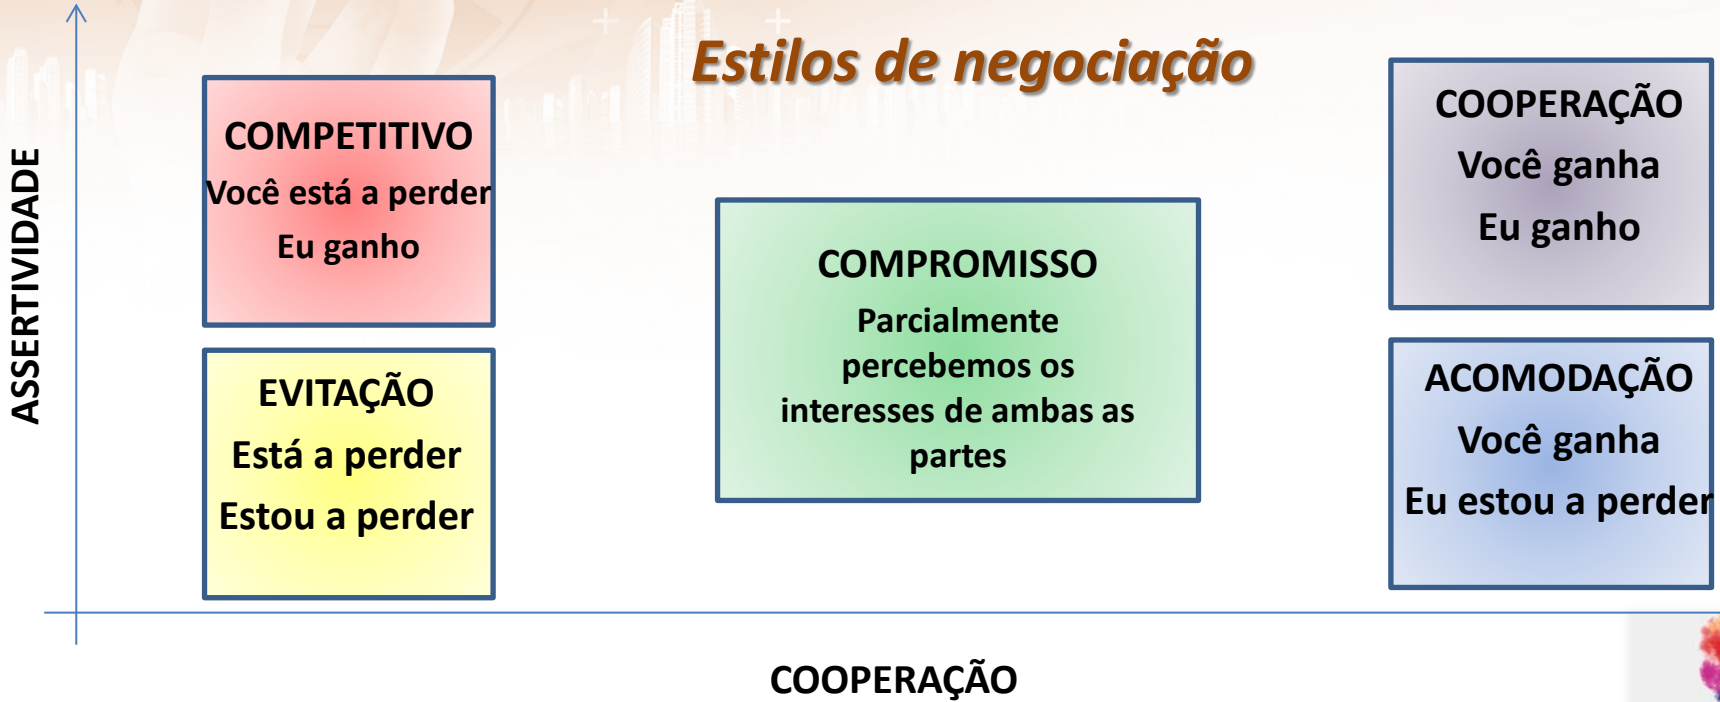 Estilos de negociação
ASSERTIVIDADE
COMPETITIVO
Você está a perder
Eu ganho
EVITAÇÃO
Está a perder
Estou a perder
COMPROMISSO
Parcialmente
percebemos os
interesses de ambas as
partes
COOPERAÇÃO
Você ganha
Eu ganho
ACOMODAÇÃO
Você ganha
Eu estou a perder
COOPERAÇÃO